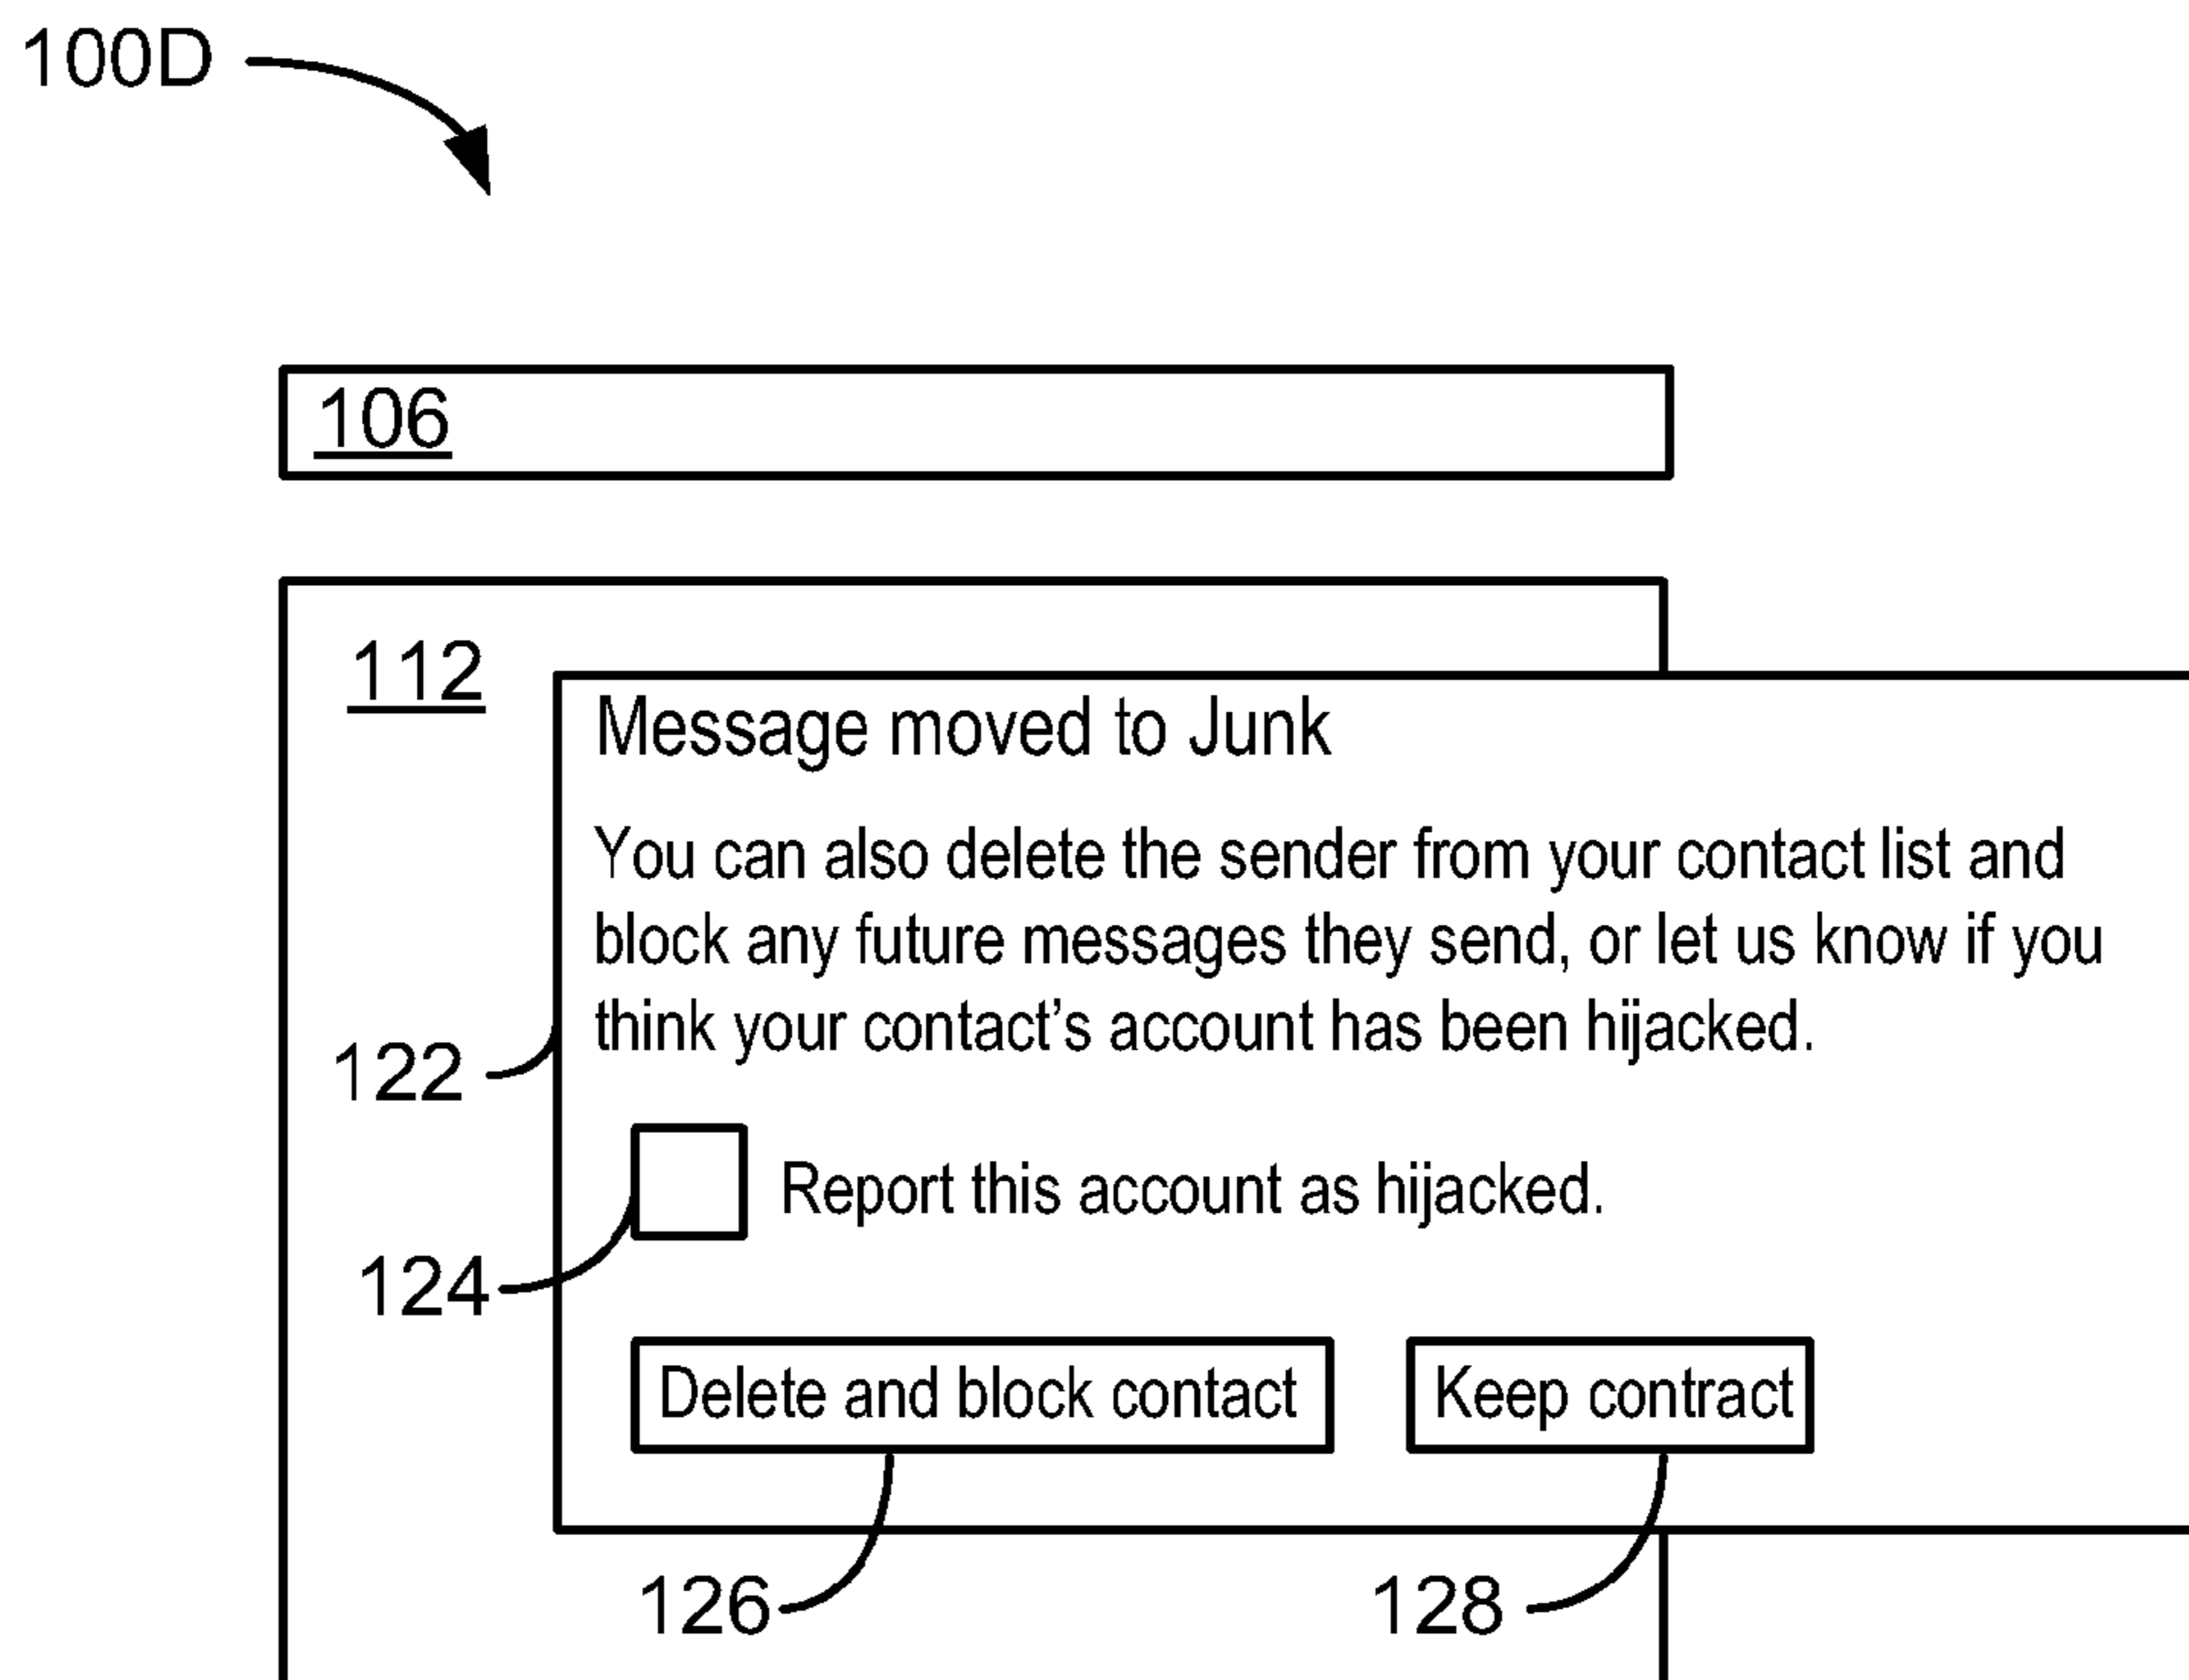 100D
106
112
Message moved to Junk
You can also delete the sender from your contact list and
block any future messages they send, or let us know if you
think your contact’s account has been hijacked.
122
Report this account as hijacked.
124
Delete and block contact
Keep contract
126
128